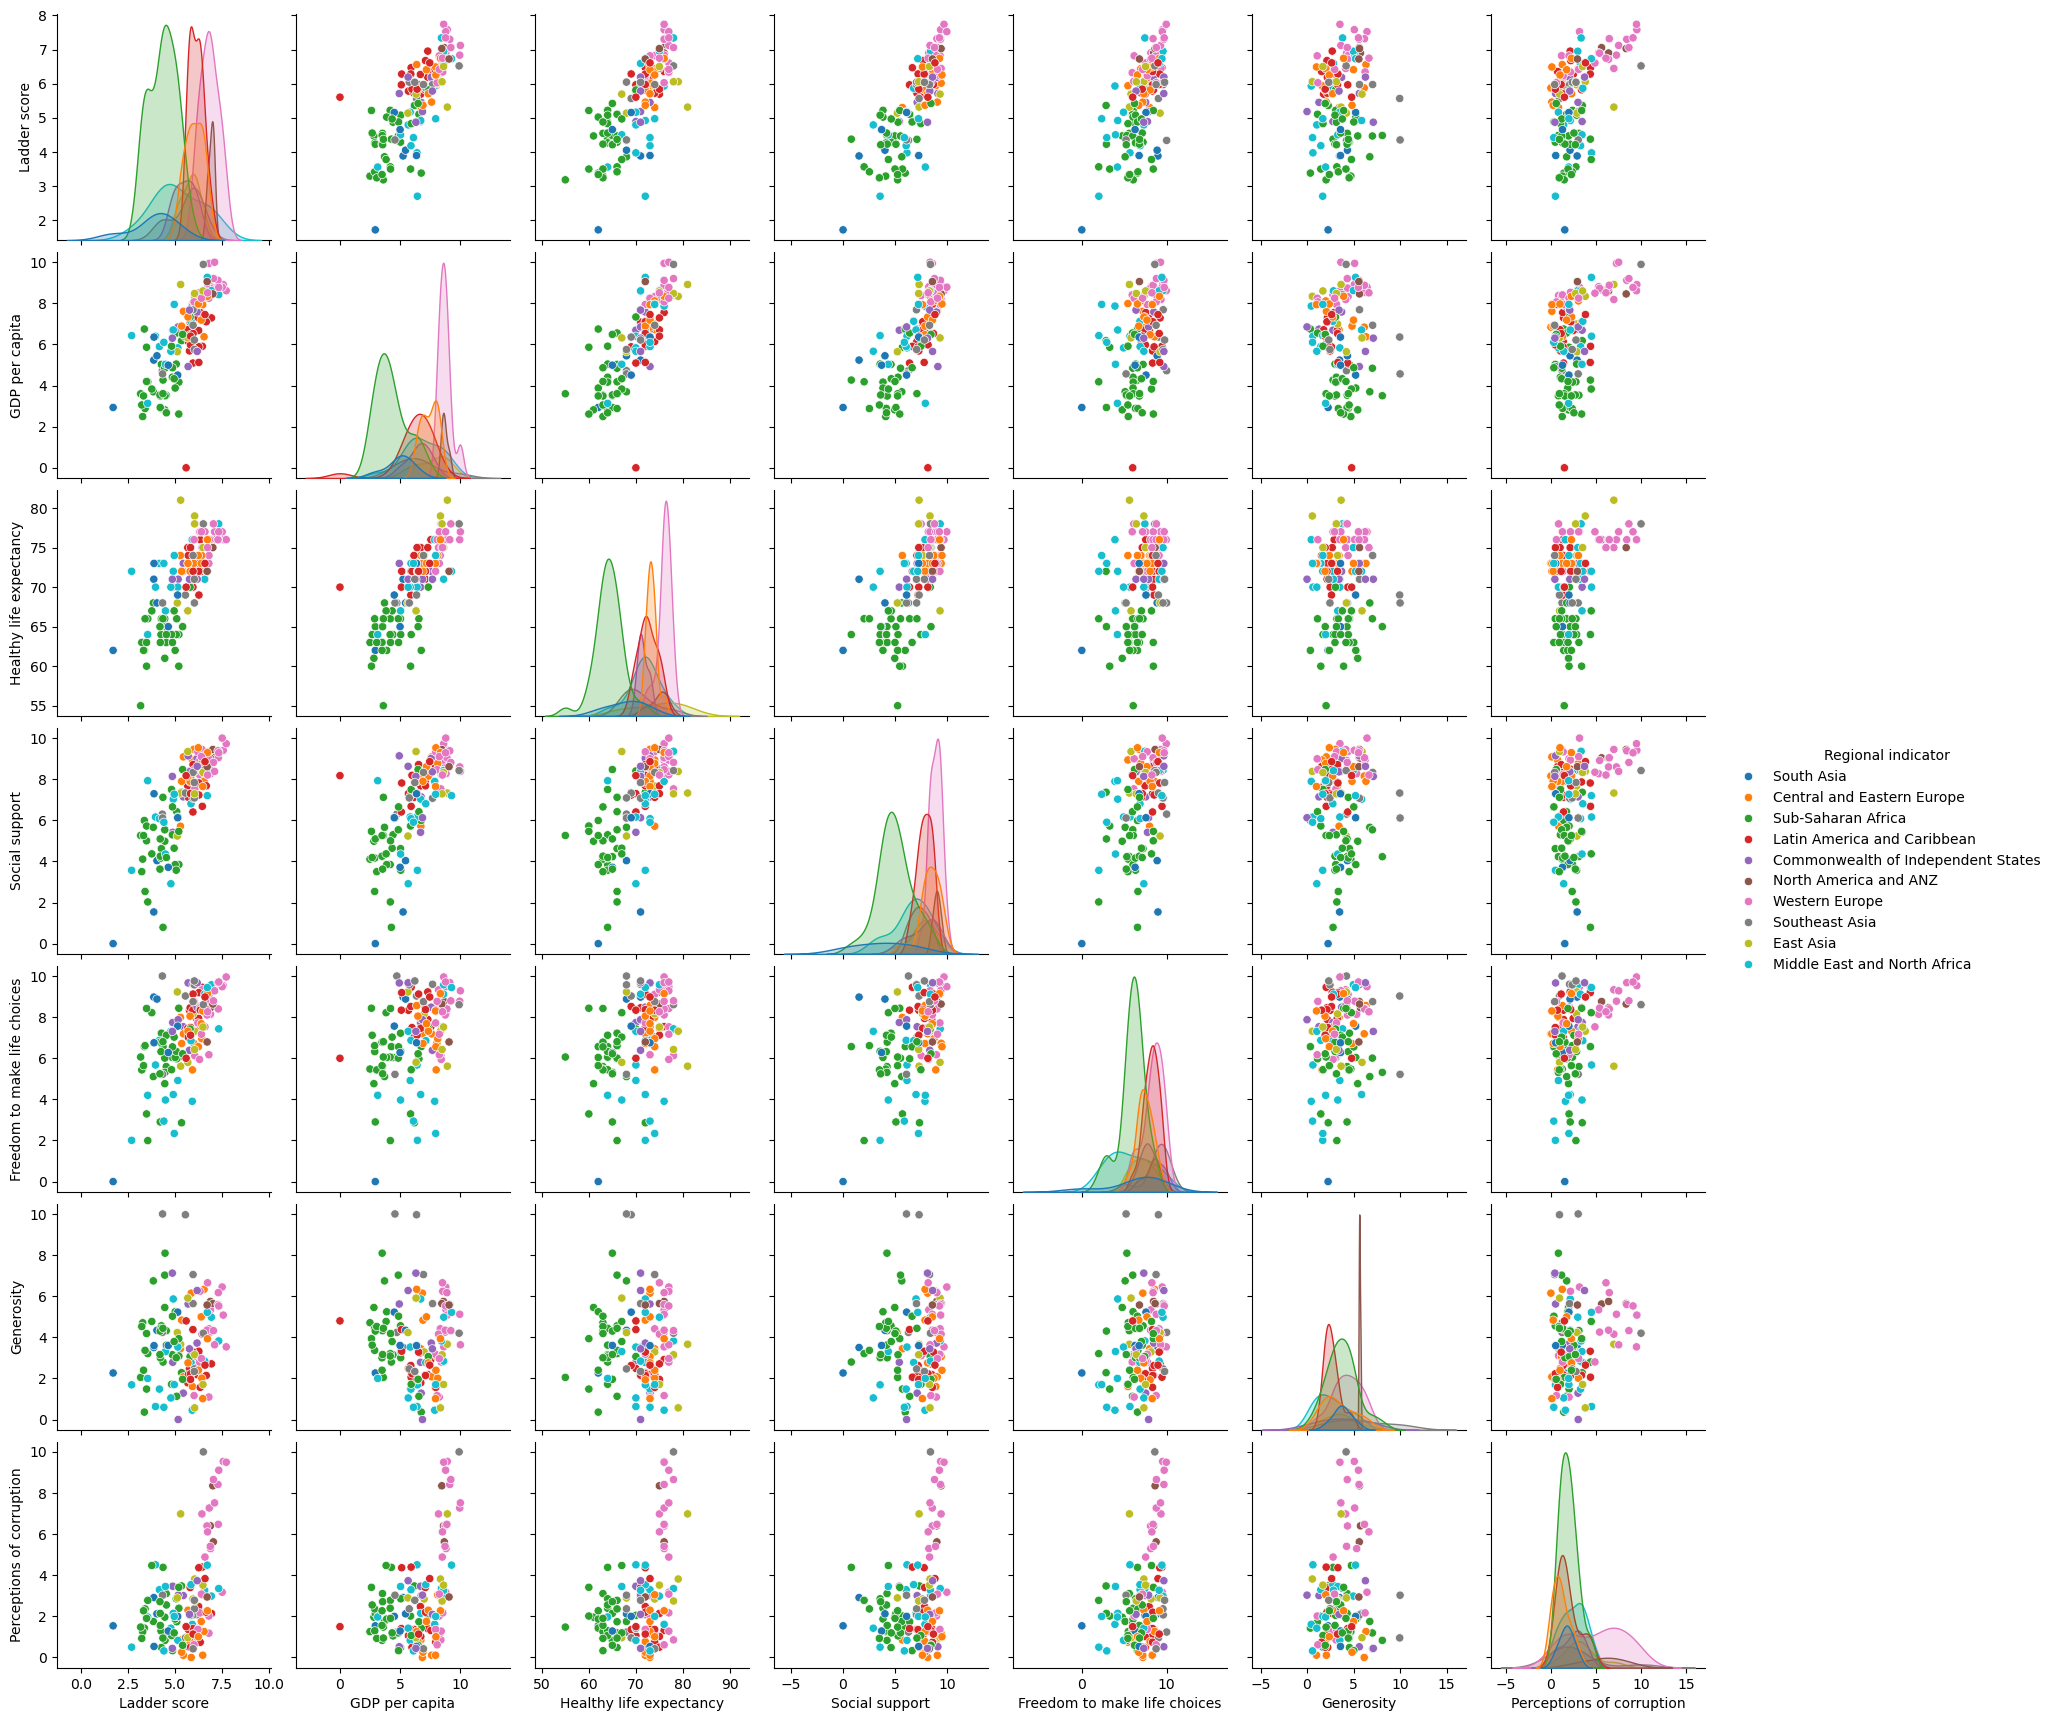 8
7
6
5
4
3
2
Ladder score
10
8
6
4
2
0
GDP per capita
80
75
70
65
60
55
Healthy life expectancy
10
8
6
4
2
0
Social support
10
8
6
4
2
0
Freedom to make life choices
10
8
6
4
2
0
Generosity
10
8
6
4
2
0
Perceptions of corruption
0.0 2.5 5.0 7.5 10.0
Ladder score
0 5 10
GDP per capita
50 60 70 80 90
Healthy life expectancy
−5 0 5 10
Social support
0 5 10
Freedom to make life choices
−5 0 5 10 15
Generosity
−5 0 5 10 15
Perceptions of corruption
Regional indicator
South Asia
Central and Eastern Europe
Sub-Saharan Africa
Latin America and Caribbean
Commonwealth of Independent States
North America and ANZ
Western Europe
Southeast Asia
East Asia
Middle East and North Africa